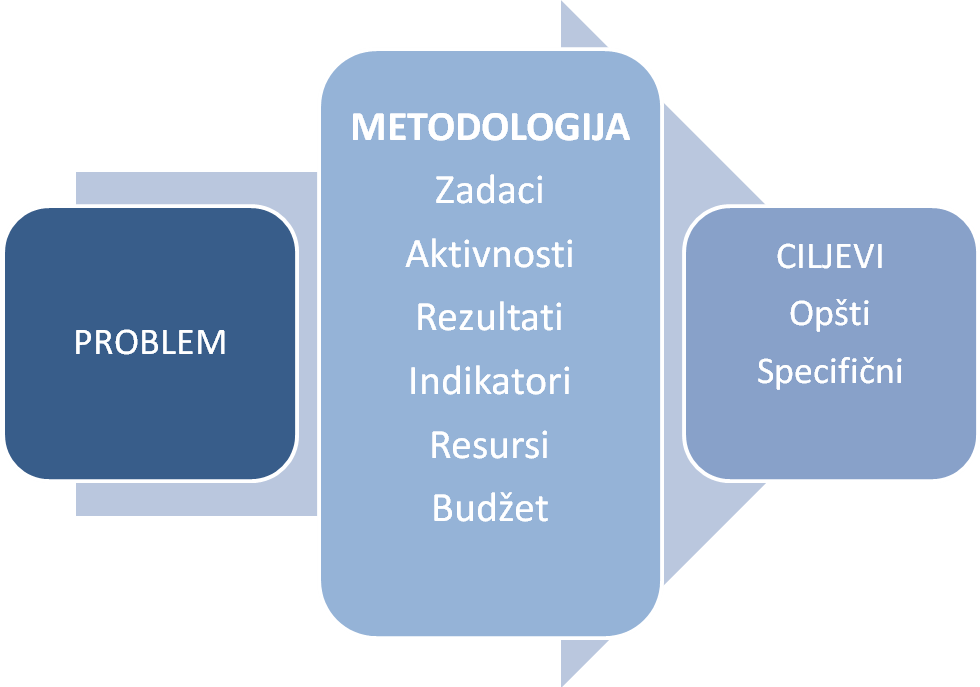 PROBLEM
METODOLOGIJA
Zadaci
Aktivnosti
Rezultati
Indikatori
Resursi
Budžet
CILJEVI
Opšti
Specifični